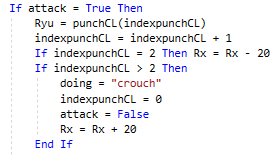 If attack = True Then
Ryu = punchCL(indexpunchCL)
indexpunchCL = indexpunchCL + 1
If indexpunchCL = 2 Then Rx = Rx - 20
If indexpunchCL > 2 Then
doing = "crouch"
indexpunchCL = 0
attack = False
Rx = Rx + 20
End If